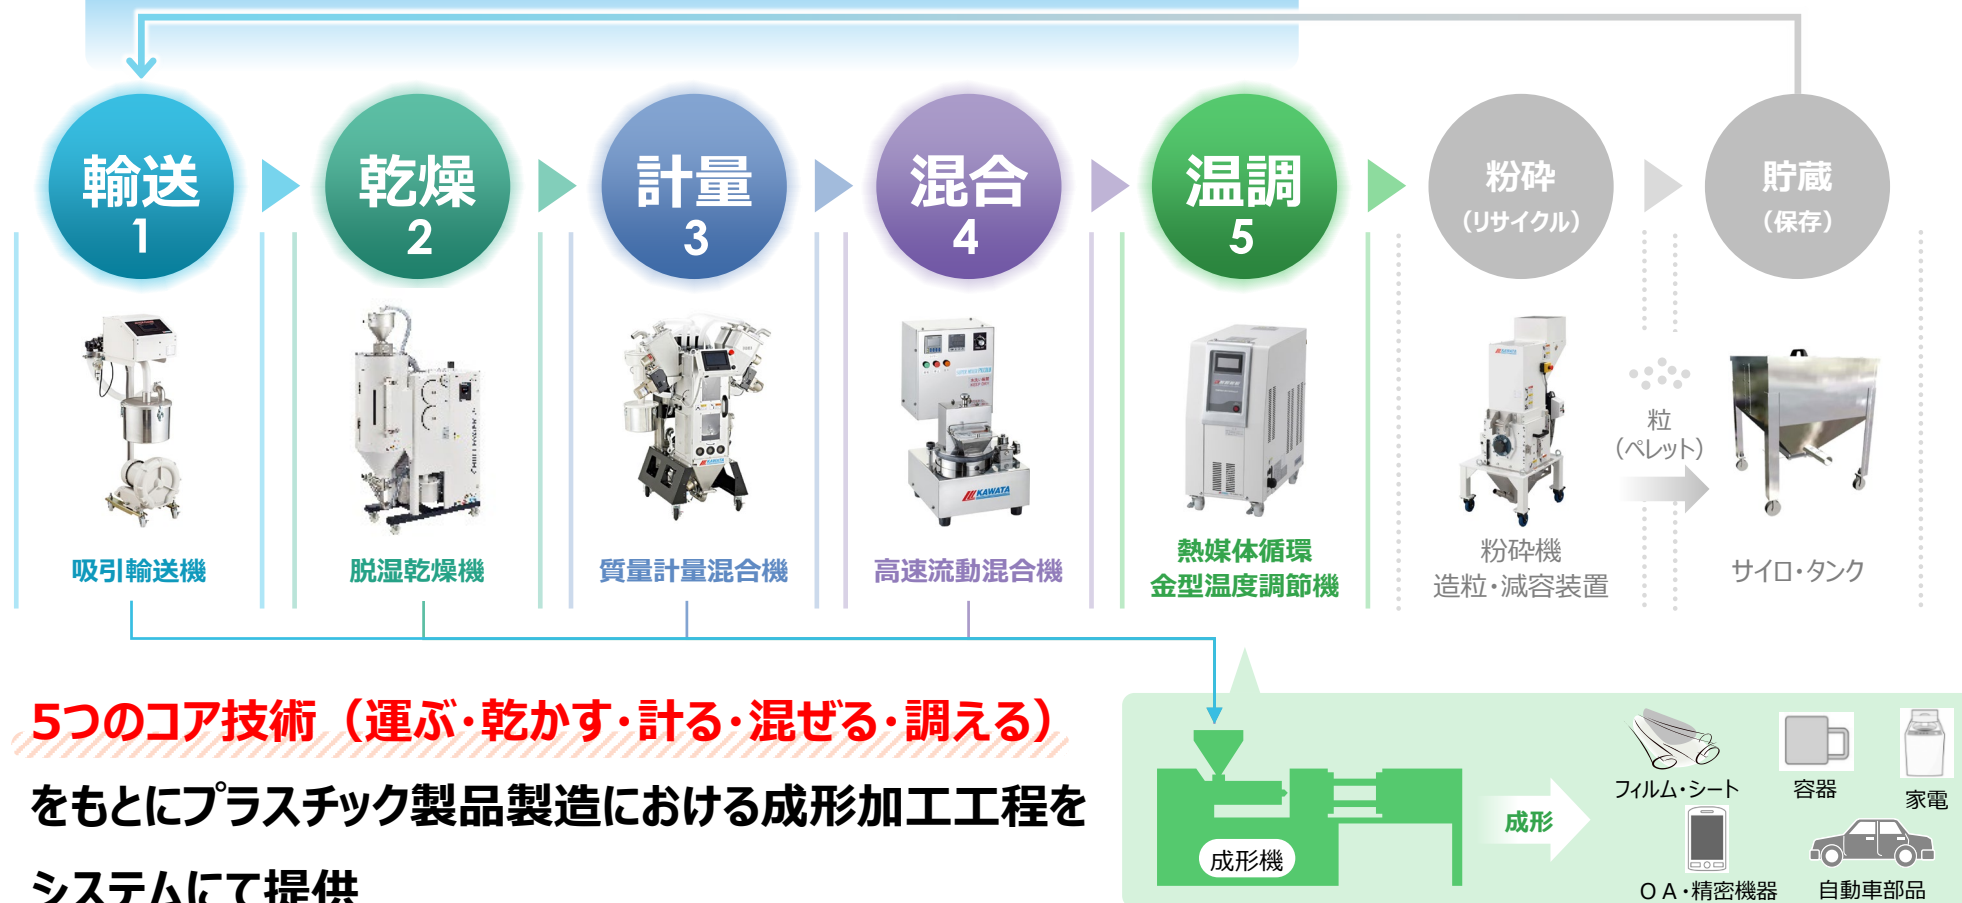 輸送
1
乾燥
2
計量
3
混合
4
温調
5
粉砕
（リサイクル）
貯蔵
（保存）
KAWATA
KAWATA
KAWATA
粒
（ペレット）
吸引輸送機
脱湿乾燥機
質量計量混合機
高速流動混合機
熱媒体循環
金型温度調節機
粉砕機
造粒・減容装置
サイロ・タンク
5つのコア技術（運ぶ・乾かす・計る・混ぜる・調える）
をもとにプラスチック製品製造における成形加工工程を
システムにて提供
成形機
成形
フィルム・シート
容器
家電
ＯＡ・精密機器
自動車部品